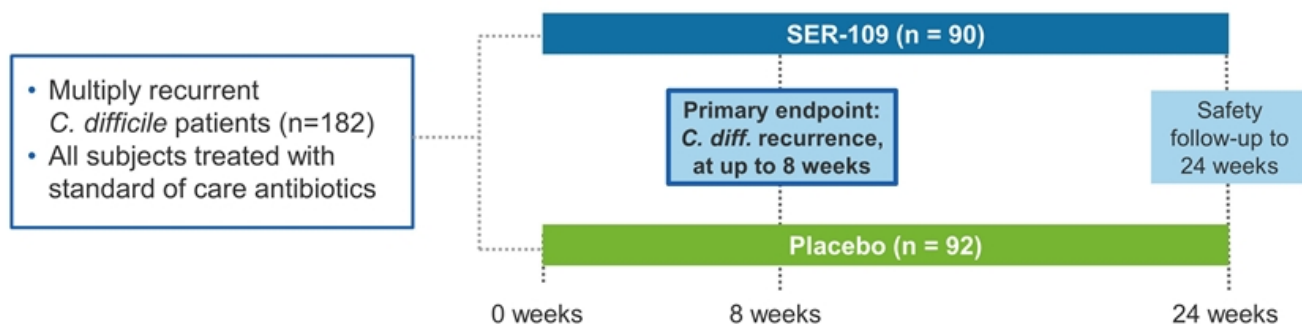 • Multiply recurrent
C. difficile patients (n=182)
• All subjects treated with
standard of care antibiotics
SER-109 (n = 90)
Primary endpoint:
C. diff. recurrence,
at up to 8 weeks
Safety
follow-up to
24 weeks
Placebo (n = 92)
0 weeks
8 weeks
24 weeks